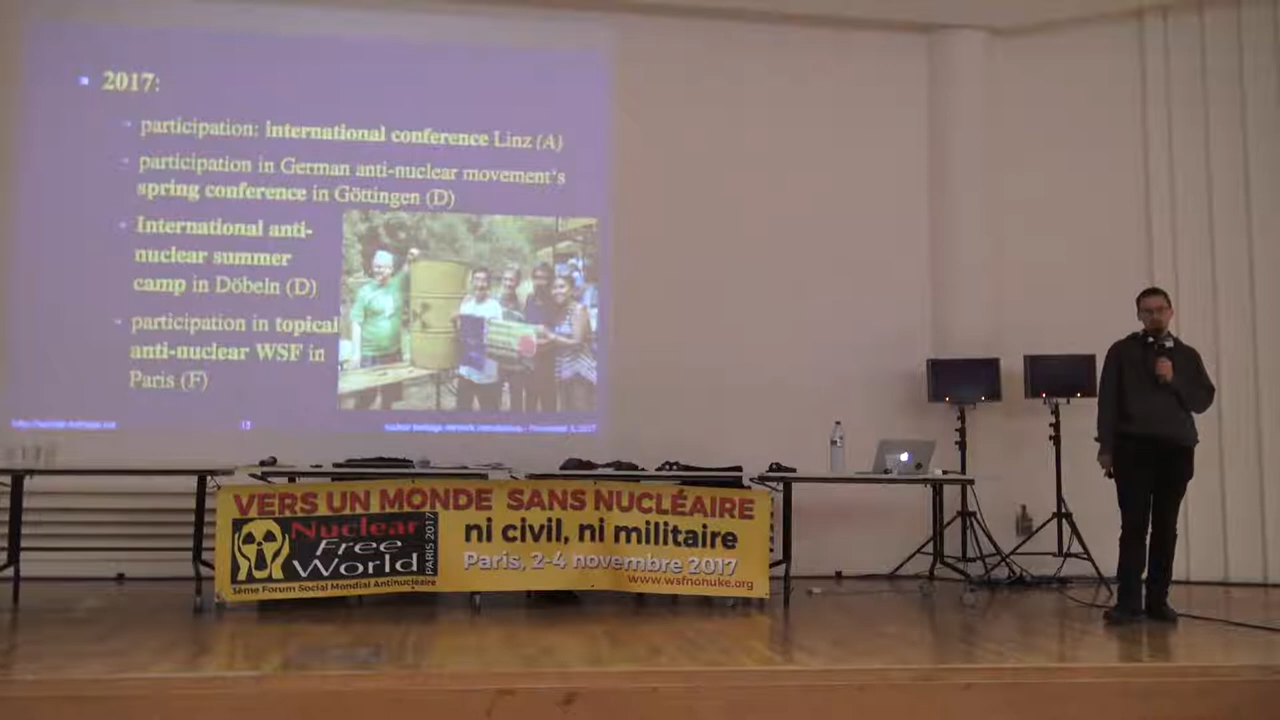 2017:
participation: international conference Linz (A)
participation in German anti-nuclear movement's
spring conference in Göttingen (D)
International anti-
nuclear summer
camp in Döbeln (D)
participation in topical
anti-nuclear WSF in
Paris (F)
VERS UN MONDE SANS NUCLÉAIRE
ni civil, ni militaire
Nuclear
Free
World
PARIS 2017
Paris, 2-4 novembre 2017
www.wsfnonuke.org
3ème Forum Social Mondial Antinucléaire